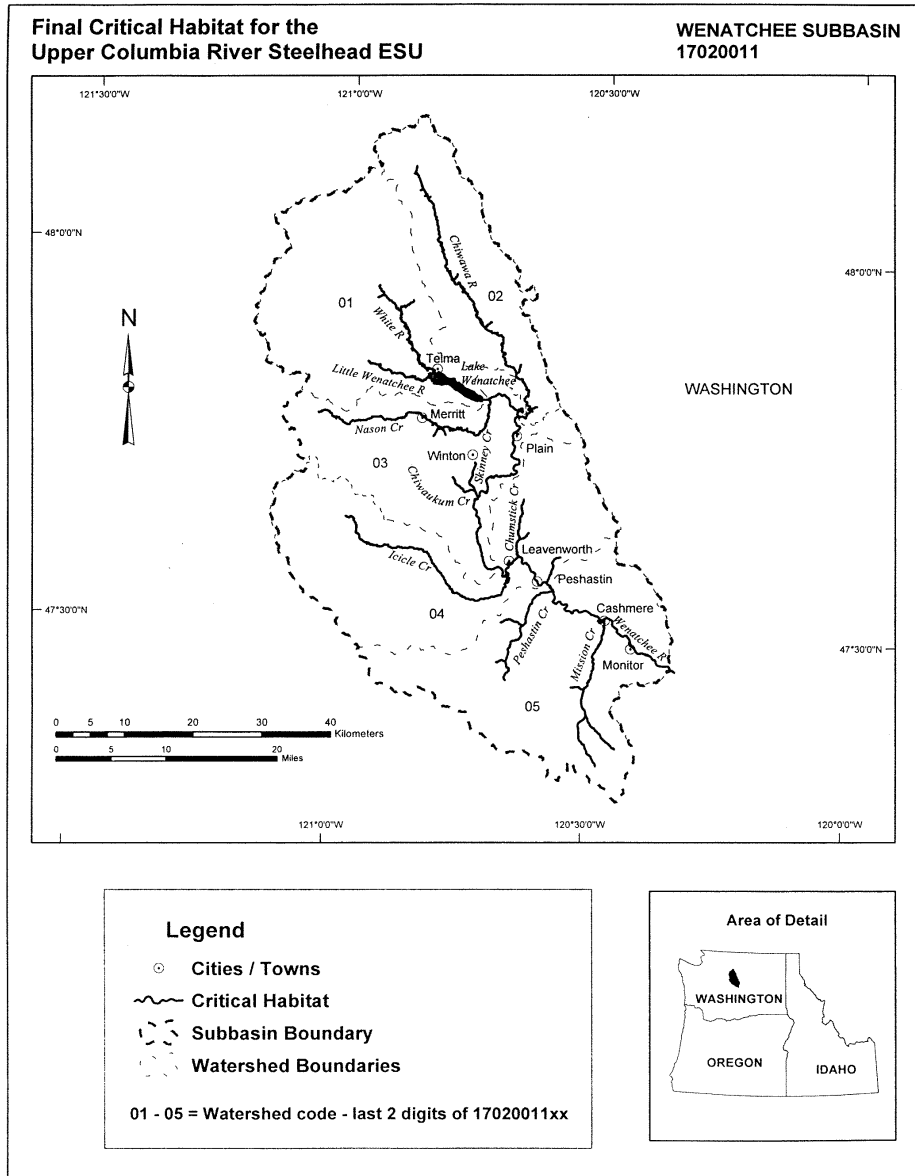 Final Critical Habitat for the
Upper Columbia River Steelhead ESU
WENATCHEE SUBBASIN
17020011
121°30'0"W
121°0'0"W
120°30'0"W
48°0'0"N
48°0'0"N
Chiwawa R
02
01
N
White R
Telma
Lake
Wenatchee
Little Wenatchee R
WASHINGTON
Merritt
Nason Cr
Plain
Winton
Skinney Cr
03
Chiwaukum Cr
Chumstick Cr
Leavenworth
Icicle Cr
Peshastin
47°30'0"N
04
Cashmere
Wenatchee R
Peshastin Cr
Mission Cr
47°30'0"N
Monitor
05
0 5 10 20 30 40
Kilometers
0 5 10 20
Miles
121°0'0"W
120°30'0"W
120°0'0"W
Legend
Cities / Towns
Critical Habitat
Subbasin Boundary
Watershed Boundaries
01 - 05 = Watershed code - last 2 digits of 17020011xx
Area of Detail
WASHINGTON
OREGON
IDAHO